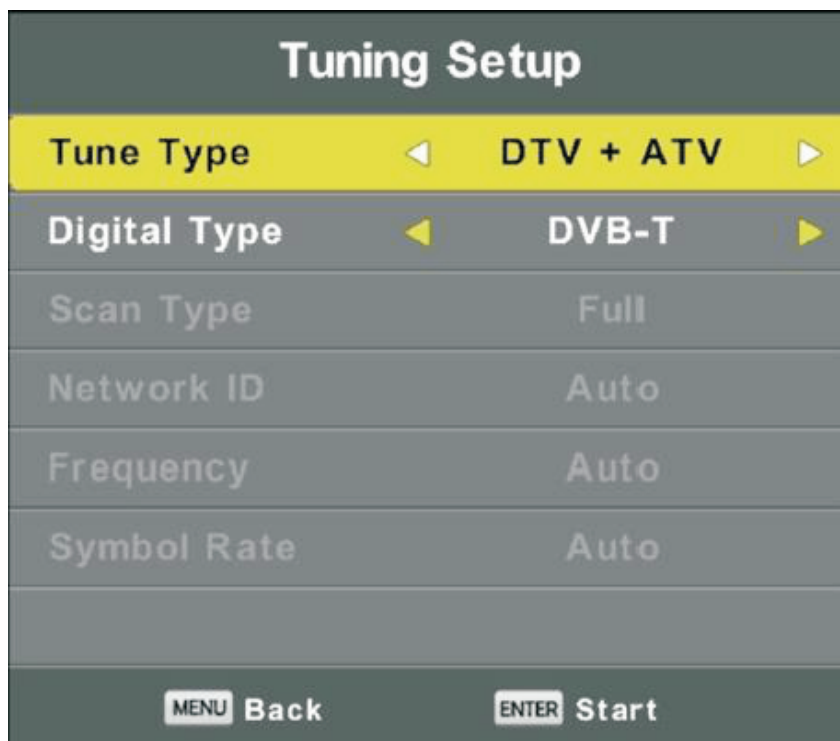 Tuning Setup
Tune Type DTV + ATV
Digital Type DVB-T
Scan Type Full
Network ID Auto
Frequency Auto
Symbol Rate Auto
MENU Back ENTER Start